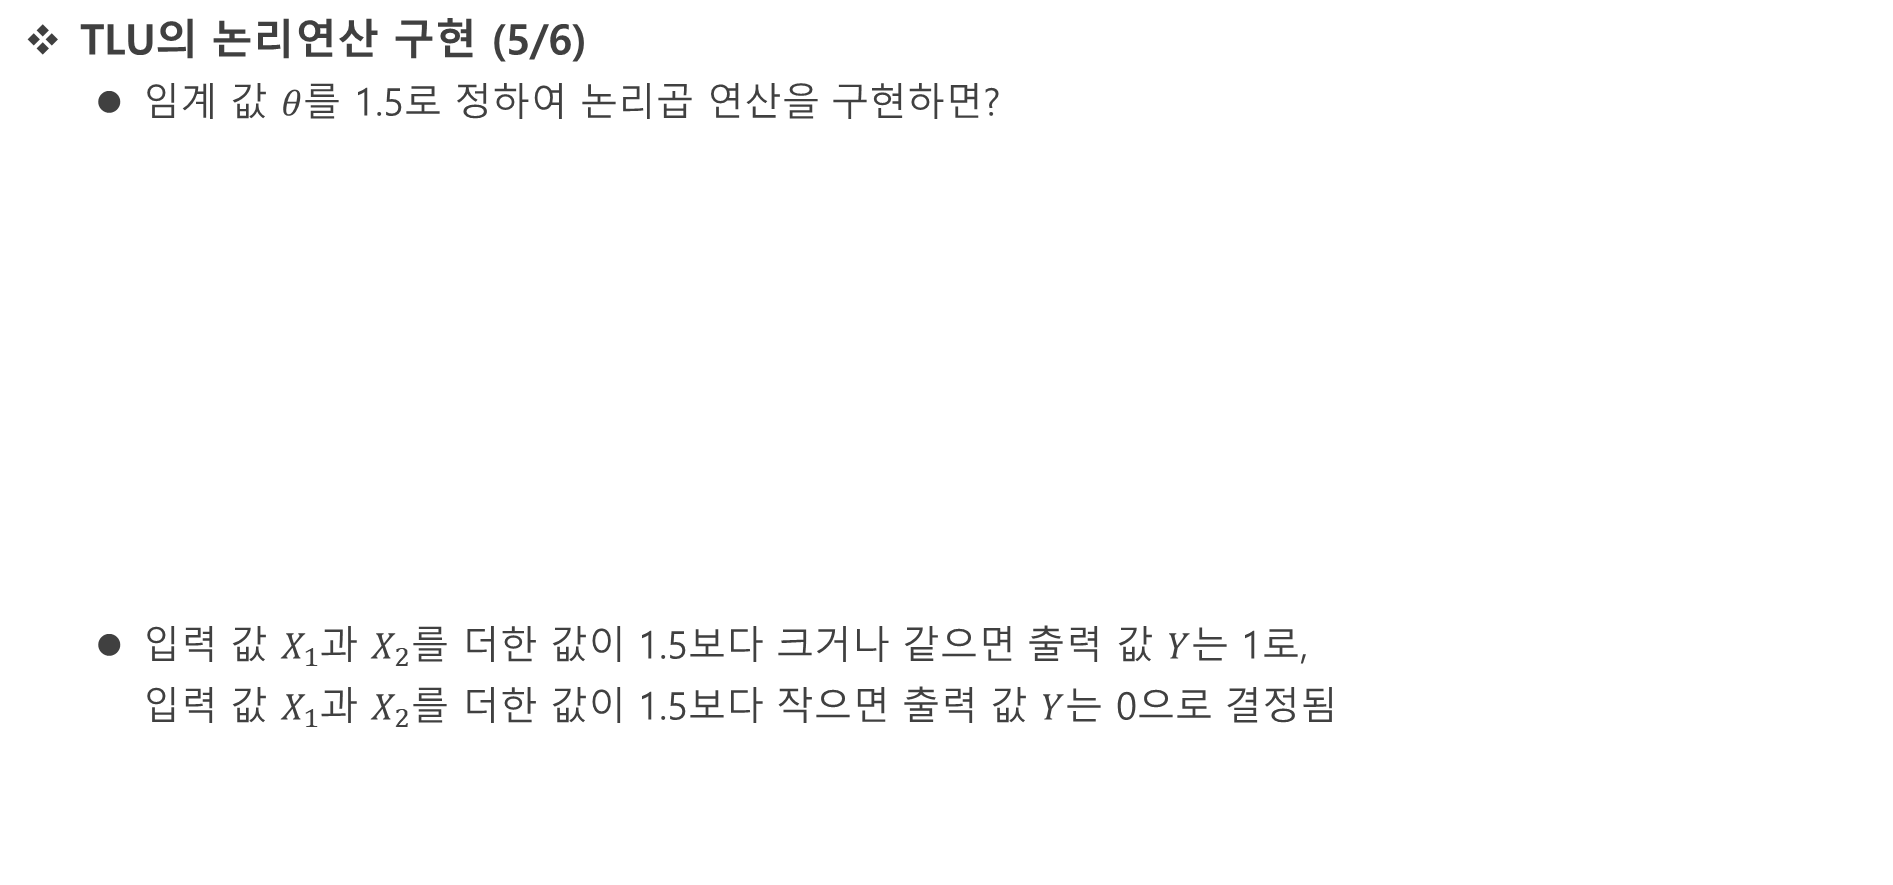 ❖ TLU의 논리연산 구현 (5/6)
● 임계 값 θ를 1.5로 정하여 논리곱 연산을 구현하면?
● 입력 값 X₁과 X₂를 더한 값이 1.5보다 크거나 같으면 출력 값 Y는 1로,
입력 값 X₁과 X₂를 더한 값이 1.5보다 작으면 출력 값 Y는 0으로 결정됨